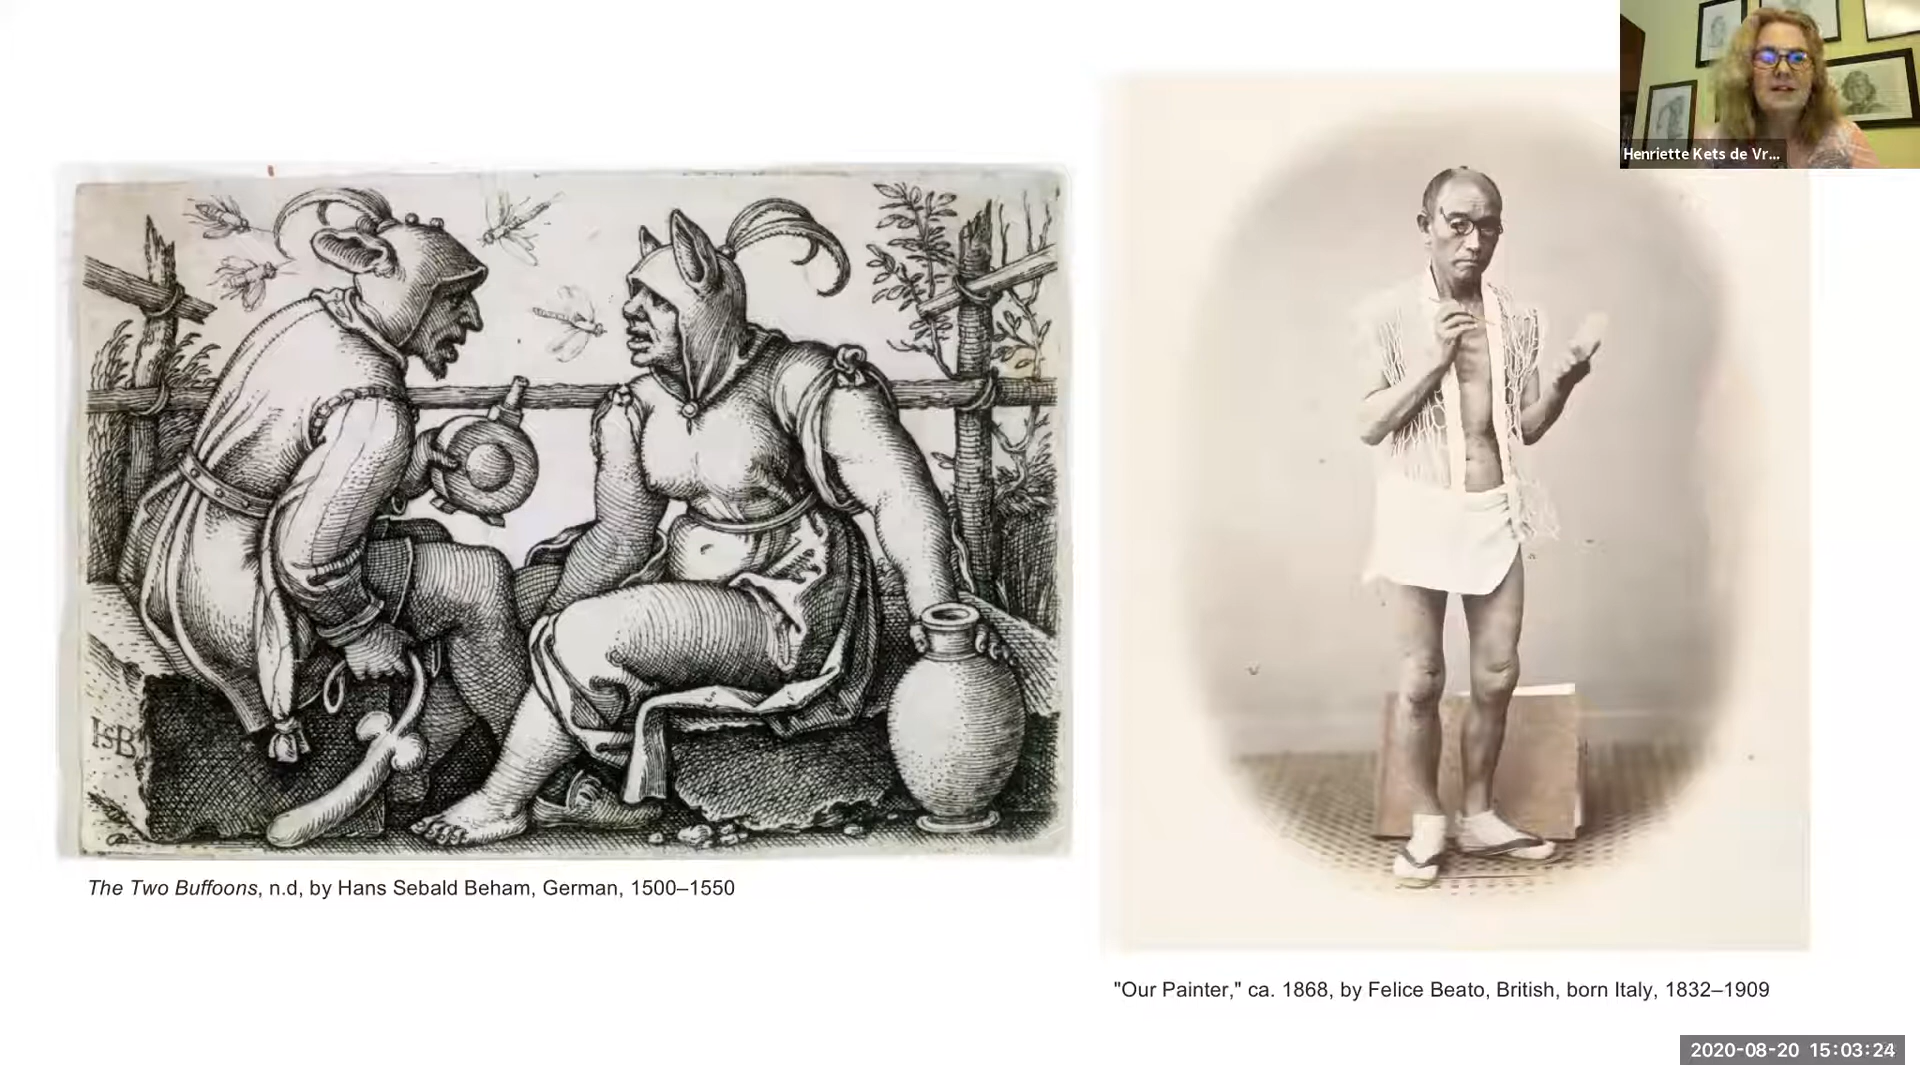 Henriette Kets de Vr...
HSB
The Two Buffoons, n.d, by Hans Sebald Beham, German, 1500–1550
"Our Painter," ca. 1868, by Felice Beato, British, born Italy, 1832–1909
2020-08-20 15:03:24